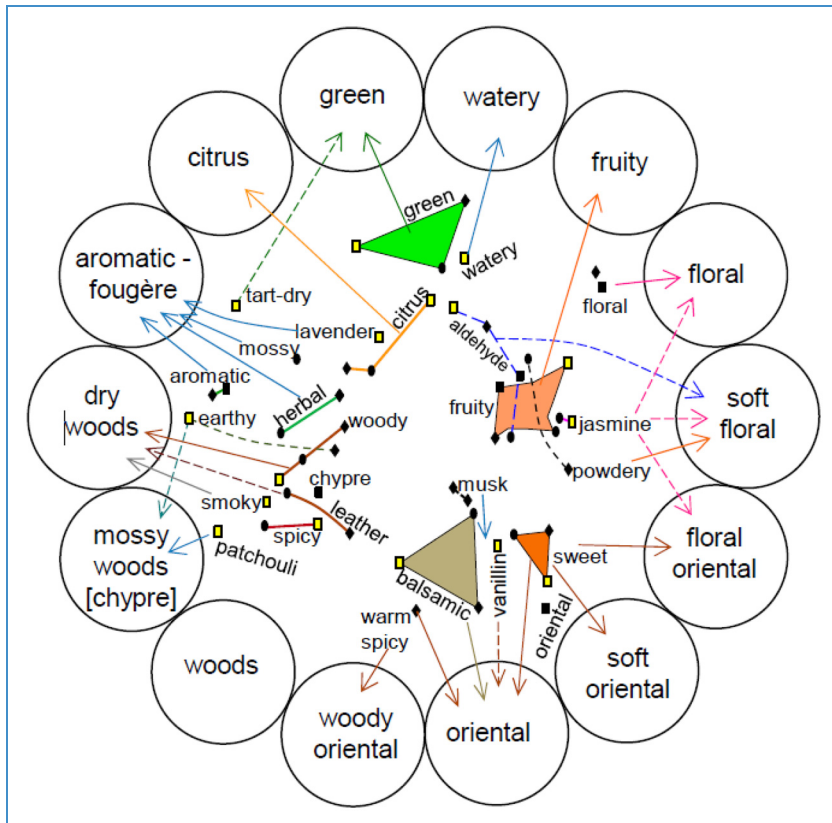 green
watery
citrus
fruity
green
aromatic -
fougère
watery
floral
tart-dry
floral
citrus
lavender
aldehyde
mossy
aromatic
dry
woods
herbal
fruity
soft
floral
earthy
woody
jasmine
powdery
chypre
musk
smoky
leather
mossy
woods
[chypre]
patchouli
spicy
balsamic
vanillin
sweet
floral
oriental
warm
spicy
oriental
woods
soft
oriental
woody
oriental
oriental